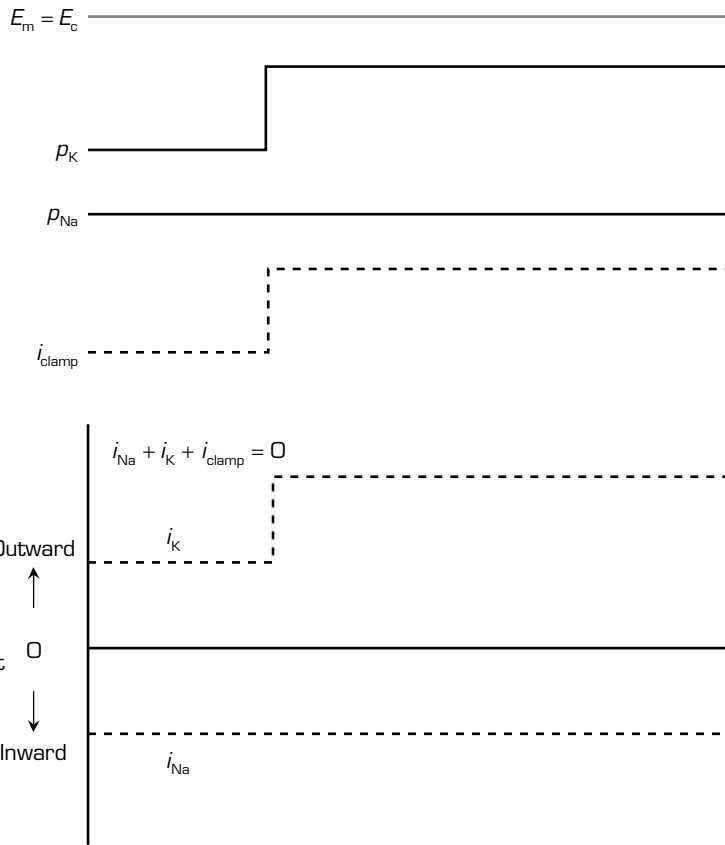 E_m = E_c
p_K
p_Na
i_clamp
i_Na + i_K + i_clamp = 0
i_K
Outward
0
t
Inward
i_Na